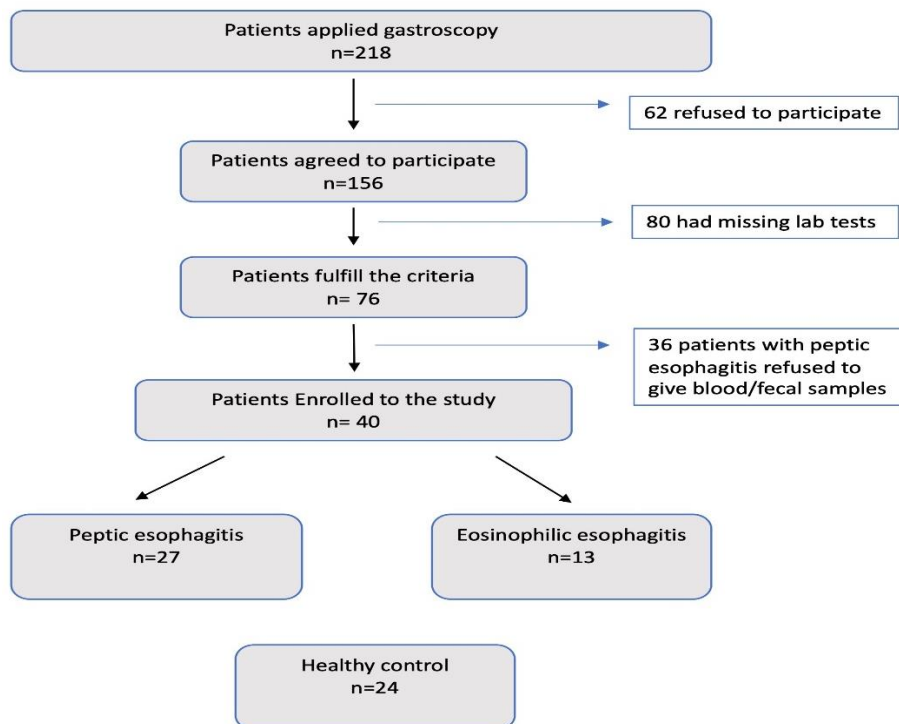 Patients applied gastroscopy
n=218
62 refused to participate
Patients agreed to participate
n=156
80 had missing lab tests
Patients fulfill the criteria
n= 76
36 patients with peptic
esophagitis refused to
give blood/fecal samples
Patients Enrolled to the study
n= 40
Peptic esophagitis
n=27
Eosinophilic esophagitis
n=13
Healthy control
n=24